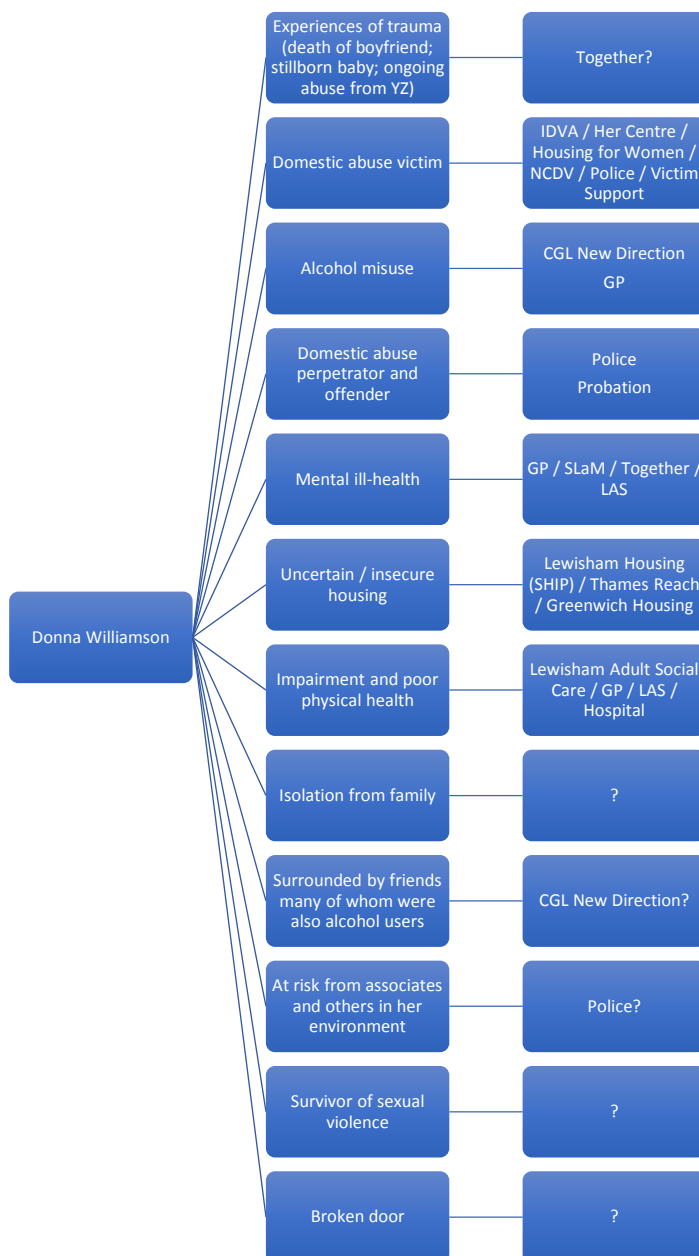 Experiences of trauma
(death of boyfriend;
stillborn baby; ongoing
abuse from YZ)
Together?
Domestic abuse victim
IDVA / Her Centre /
Housing for Women /
NCDV / Police / Victim
Support
Alcohol misuse
CGL New Direction
GP
Domestic abuse
perpetrator and
offender
Police
Probation
Mental ill-health
GP / SLaM / Together /
LAS
Uncertain / insecure
housing
Lewisham Housing
(SHIP) / Thames Reach
/ Greenwich Housing
Donna Williamson
Impairment and poor
physical health
Lewisham Adult Social
Care / GP / LAS /
Hospital
Isolation from family
?
Surrounded by friends
many of whom were
also alcohol users
CGL New Direction?
At risk from associates
and others in her
environment
Police?
Survivor of sexual
violence
?
Broken door
?